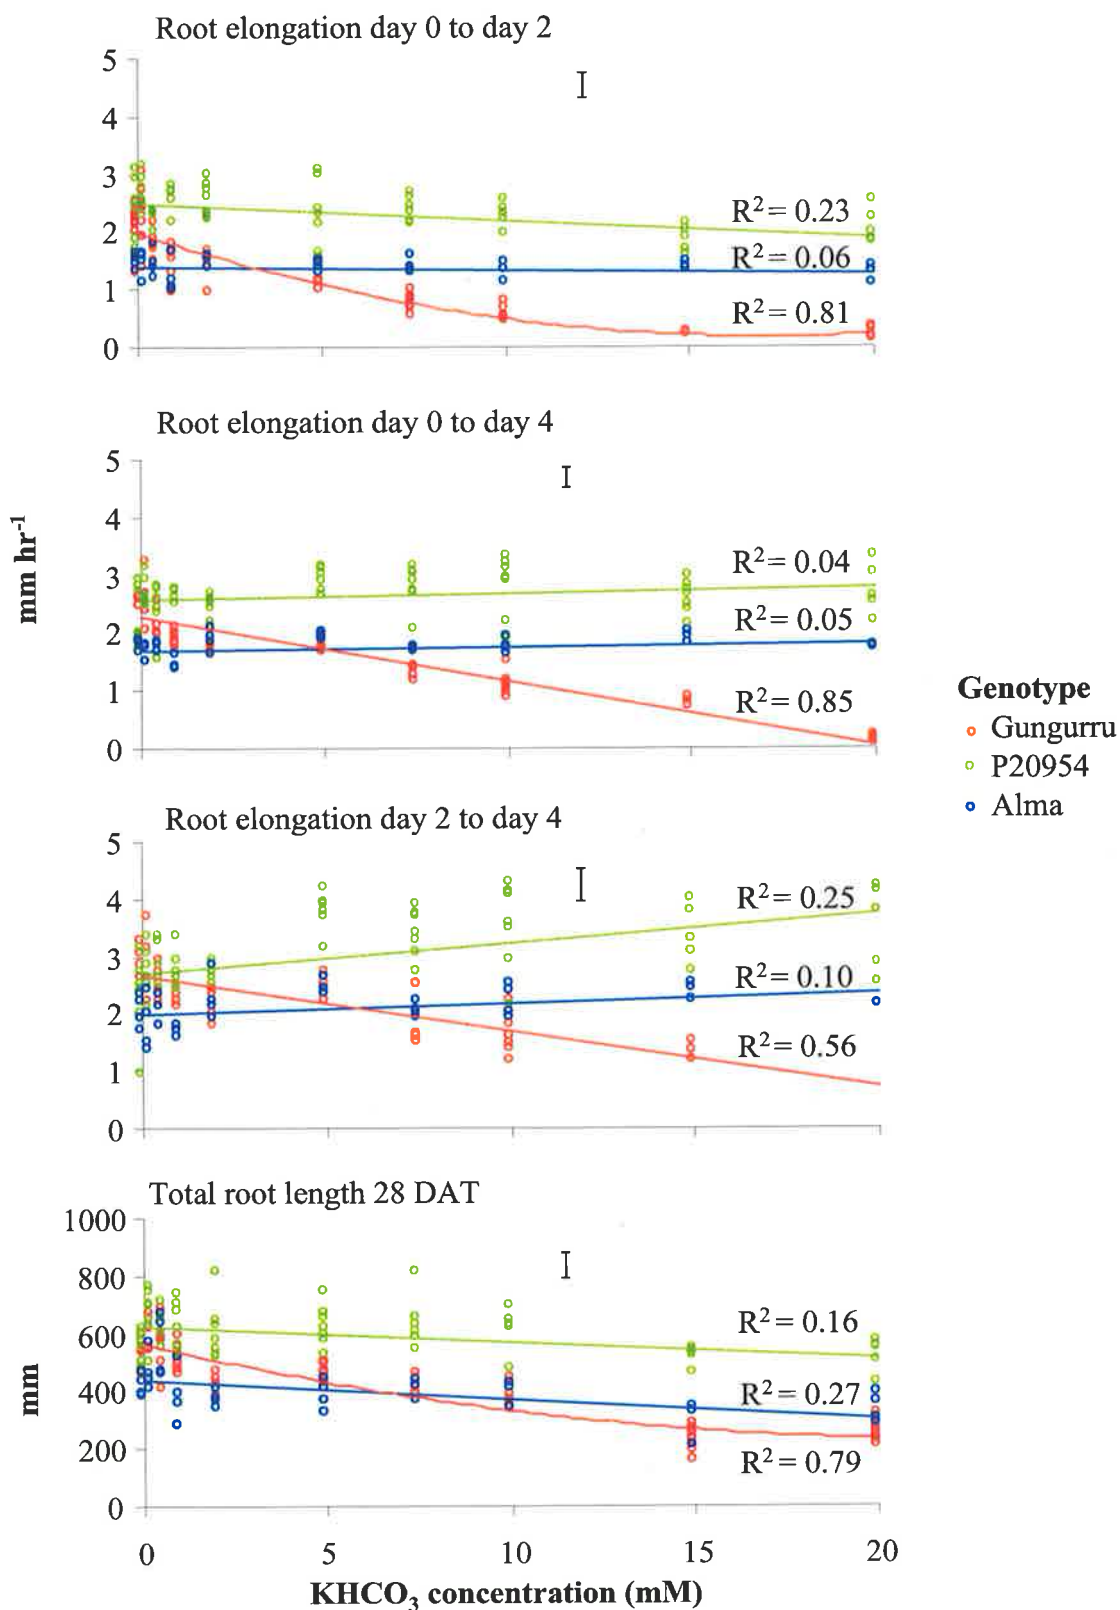 Root elongation day 0 to day 2
5
4
3
2
1
0
R² = 0.23
R² = 0.06
R² = 0.81
Root elongation day 0 to day 4
5
4
3
2
1
0
R² = 0.04
R² = 0.05
R² = 0.85
mm hr⁻¹
Genotype
Gungurru
P20954
Alma
Root elongation day 2 to day 4
5
4
3
2
1
0
R² = 0.25
R² = 0.10
R² = 0.56
Total root length 28 DAT
1000
800
600
400
200
0
R² = 0.16
R² = 0.27
R² = 0.79
mm
0 5 10 15 20
KHCO₃ concentration (mM)